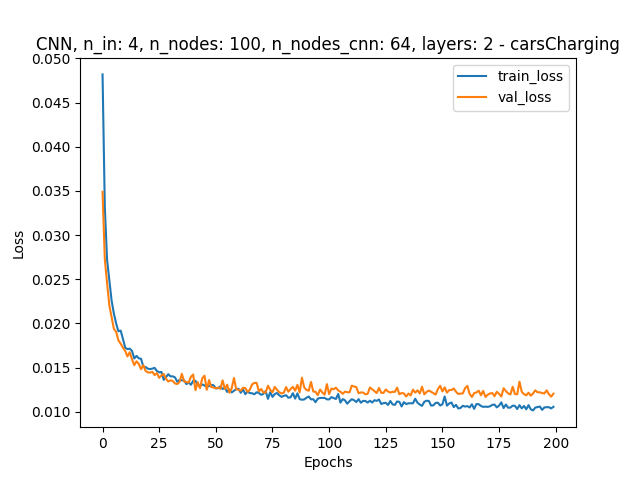 CNN, n_in: 4, n_nodes: 100, n_nodes_cnn: 64, layers: 2 - carsCharging
train_loss
val_loss
0.050
0.045
0.040
0.035
0.030
0.025
0.020
0.015
0.010
Loss
0 25 50 75 100 125 150 175 200
Epochs